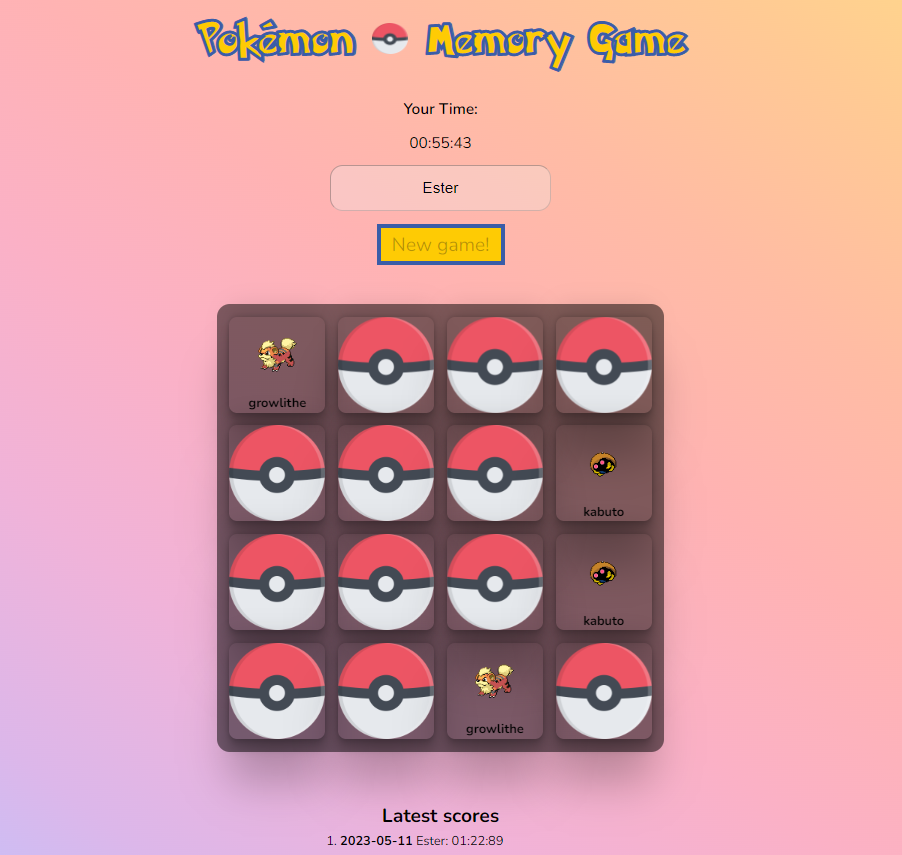 Pokémon Memory Game
Your Time:
00:55:43
Ester
New game!
growlithe
kabuto
kabuto
growlithe
Latest scores
1. 2023-05-11 Ester: 01:22:89